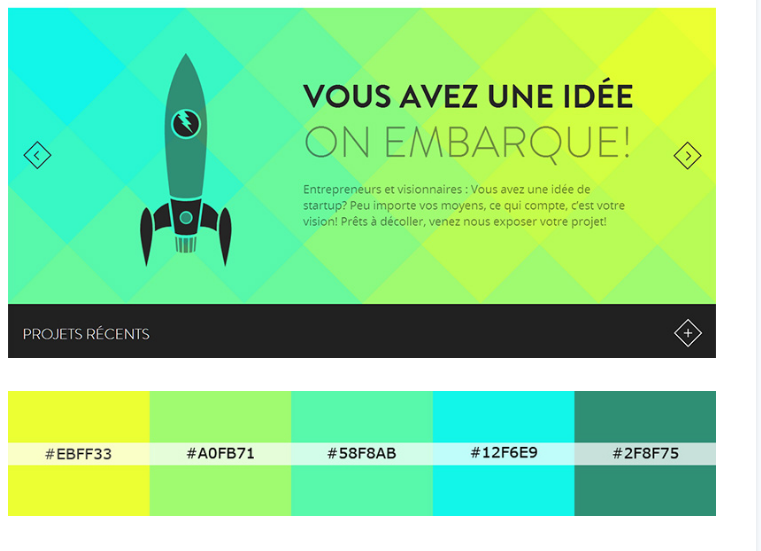 VOUS AVEZ UNE IDÉE
ON EMBARQUE!
Entrepreneurs et visionnaires : Vous avez une idée de
startup? Peu importe vos moyens, ce qui compte, c'est votre
vision! Prêts à décoller, venez nous exposer votre projet!
PROJETS RÉCENTS
#EBFF33
#A0FB71
#58F8AB
#12F6E9
#2F8F75